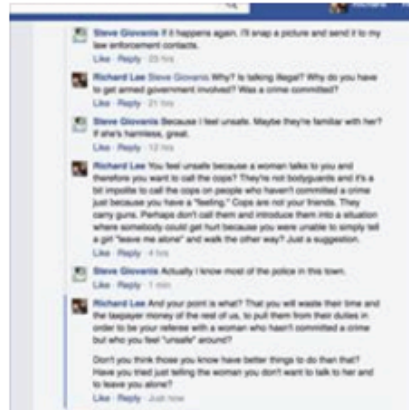 Richard
Steve Giovanis If it happens again, I'll snap a picture and send it to my
law enforcement contacts.
Like · Reply · 23 hrs
Richard Lee Steve Giovanis Why? Is talking illegal? Why do you have
to get armed government involved? Was a crime committed?
Like · Reply · 21 hrs
Steve Giovanis Because I feel unsafe. Maybe they're familiar with her?
If she's harmless, great.
Like · Reply · 12 hrs
Richard Lee You feel unsafe because a woman talks to you and
therefore you want to call the cops? They're not bodyguards and it's a
bit impolite to call the cops on people who haven't committed a crime
just because you have a "feeling." Cops are not your friends. They
carry guns. Perhaps don't call them and introduce them into a situation
where somebody could get hurt because you were unable to simply tell
a girl "leave me alone" and walk the other way? Just a suggestion.
Like · Reply · 4 hrs
Steve Giovanis Actually I know most of the police in this town.
Like · Reply · 1 min
Richard Lee And your point is what? That you will waste their time and
the taxpayer money of the rest of us, to pull them from their duties in
order to be your referee with a woman who hasn't committed a crime
but who you feel "unsafe" around?
Don't you think those you know have better things to do than that?
Have you tried just telling the woman you don't want to talk to her and
to leave you alone?
Like · Reply · Just now